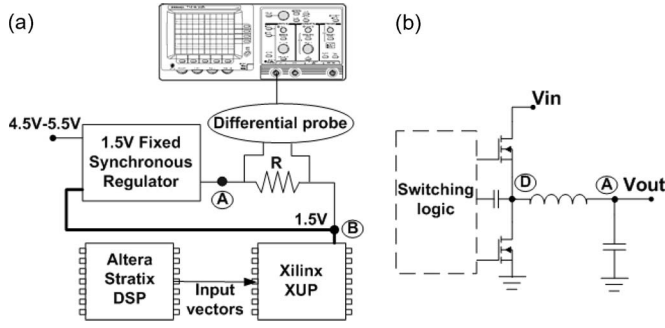 (a)
4.5V-5.5V
1.5V Fixed
Synchronous
Regulator
Differential probe
R
A
1.5V
B
Altera
Stratix
DSP
Input
vectors
Xilinx
XUP
(b)
Vin
Switching
logic
D
A
Vout